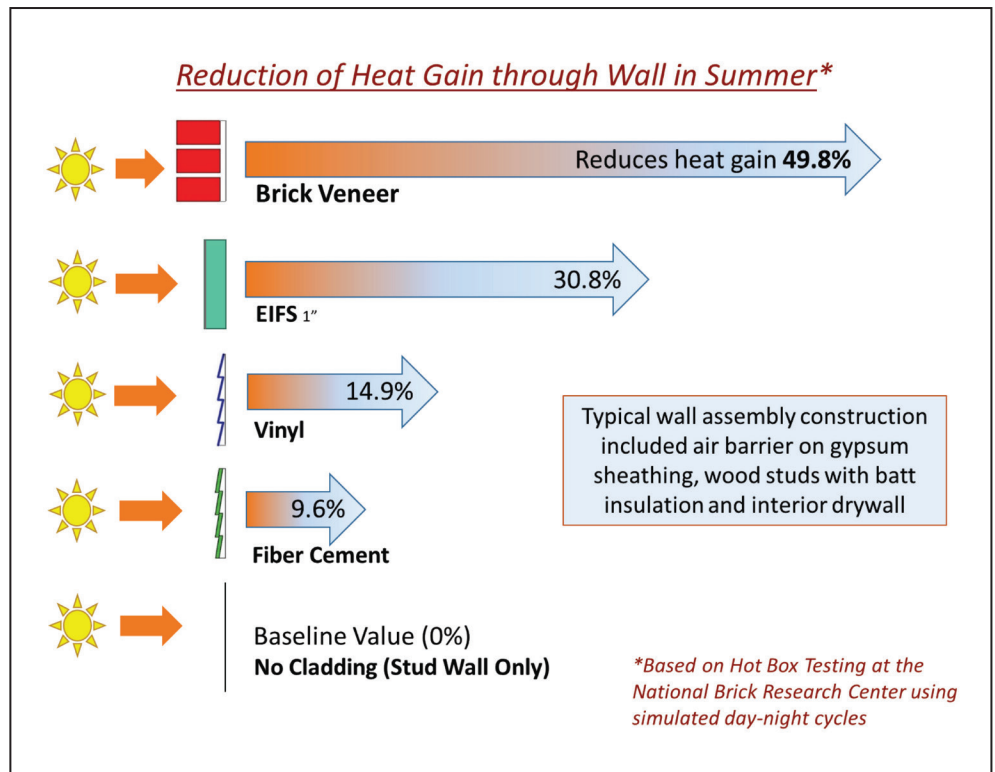 Reduction of Heat Gain through Wall in Summer*
Reduces heat gain 49.8%
Brick Veneer
30.8%
EIFS 1”
14.9%
Vinyl
9.6%
Fiber Cement
Typical wall assembly construction
included air barrier on gypsum
sheathing, wood studs with batt
insulation and interior drywall
Baseline Value (0%)
No Cladding (Stud Wall Only)
*Based on Hot Box Testing at the
National Brick Research Center using
simulated day-night cycles